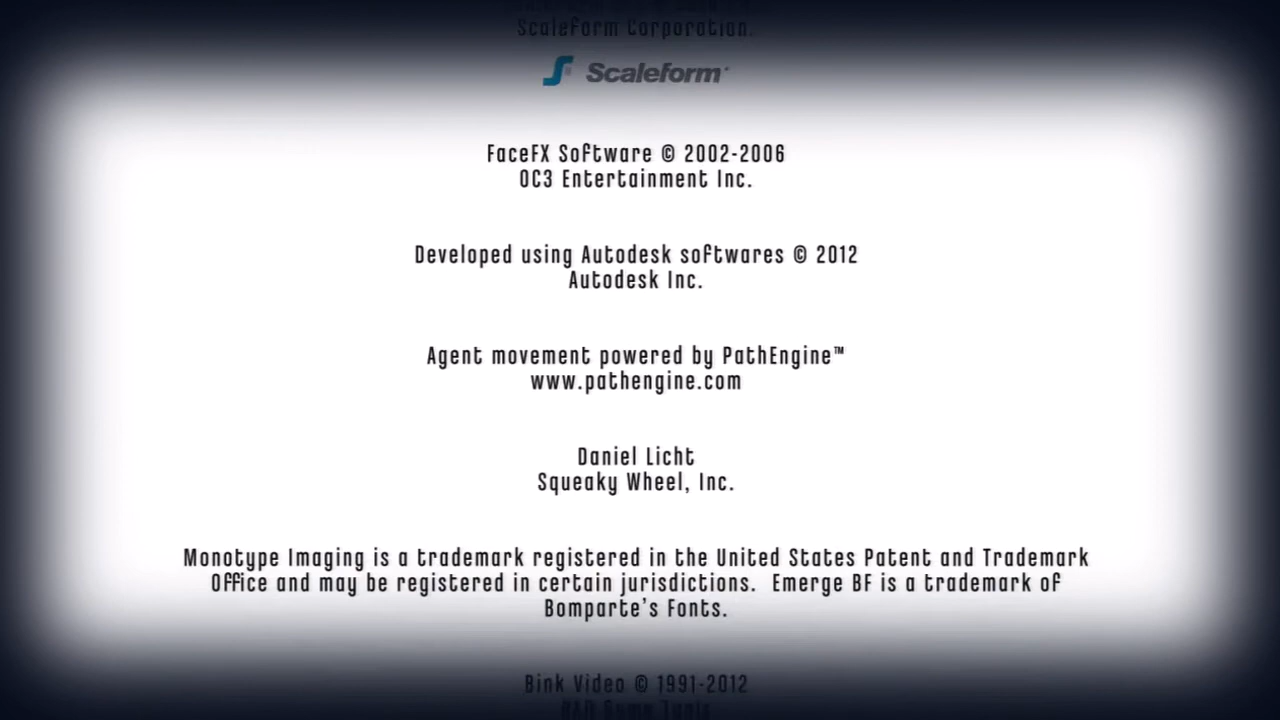 Scaleform Corporation.
Scaleform
FaceFX Software © 2002-2006
OC3 Entertainment Inc.
Developed using Autodesk softwares © 2012
Autodesk Inc.
Agent movement powered by PathEngine™
www.pathengine.com
Daniel Licht
Squeaky Wheel, Inc.
Monotype Imaging is a trademark registered in the United States Patent and Trademark
Office and may be registered in certain jurisdictions.  Emerge BF is a trademark of
Bomparte's Fonts.
Bink Video © 1991-2012